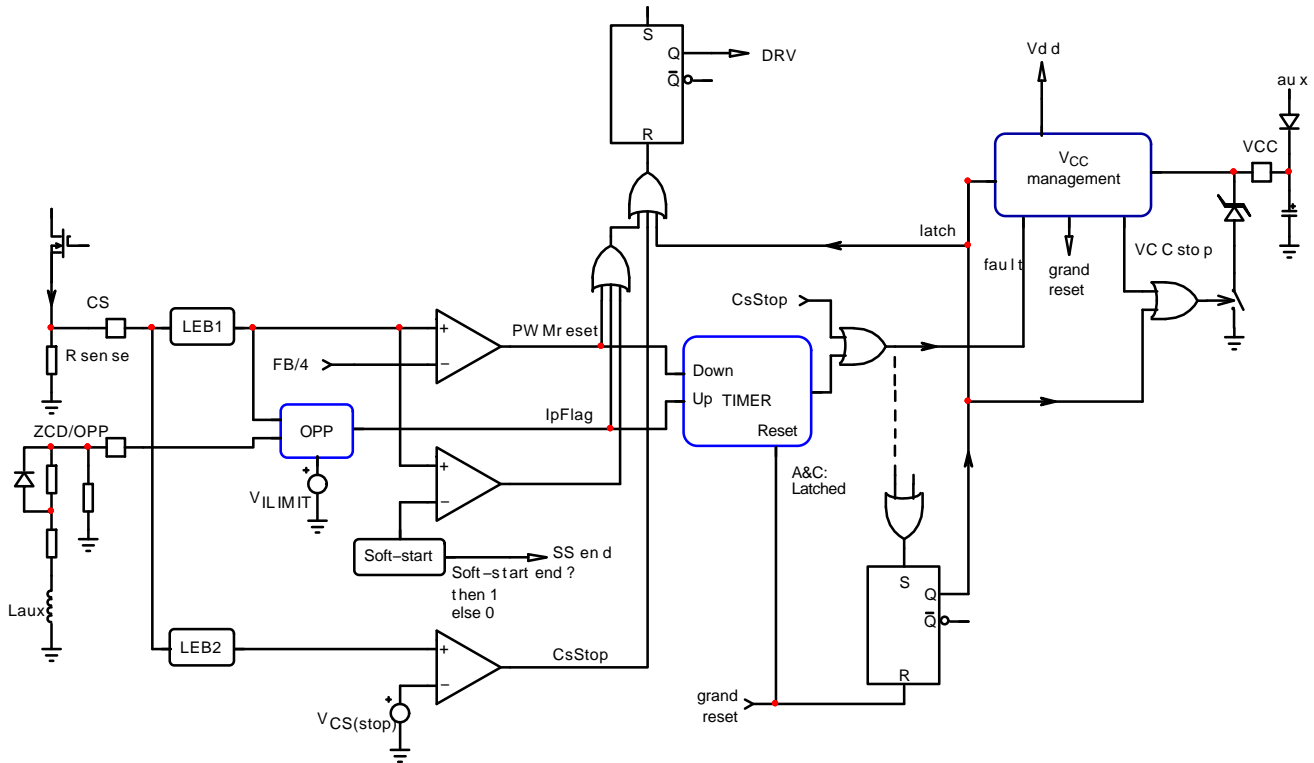 S
Q
DRV
Q
R
Vdd
aux
VCC
VCC
management
latch
fault
grand
reset
VCCstop
CS
LEB1
Rsense
FB/4
PWMreset
CsStop
Down
Up TIMER
Reset
IpFlag
ZCD/OPP
OPP
VILIMIT
A&C:
Latched
Soft-start
SS end
Soft-start end ?
then 1
else 0
Laux
LEB2
CsStop
VCS(stop)
S
Q
Q
R
grand
reset
+
−
+
−
+
−
+
+
+